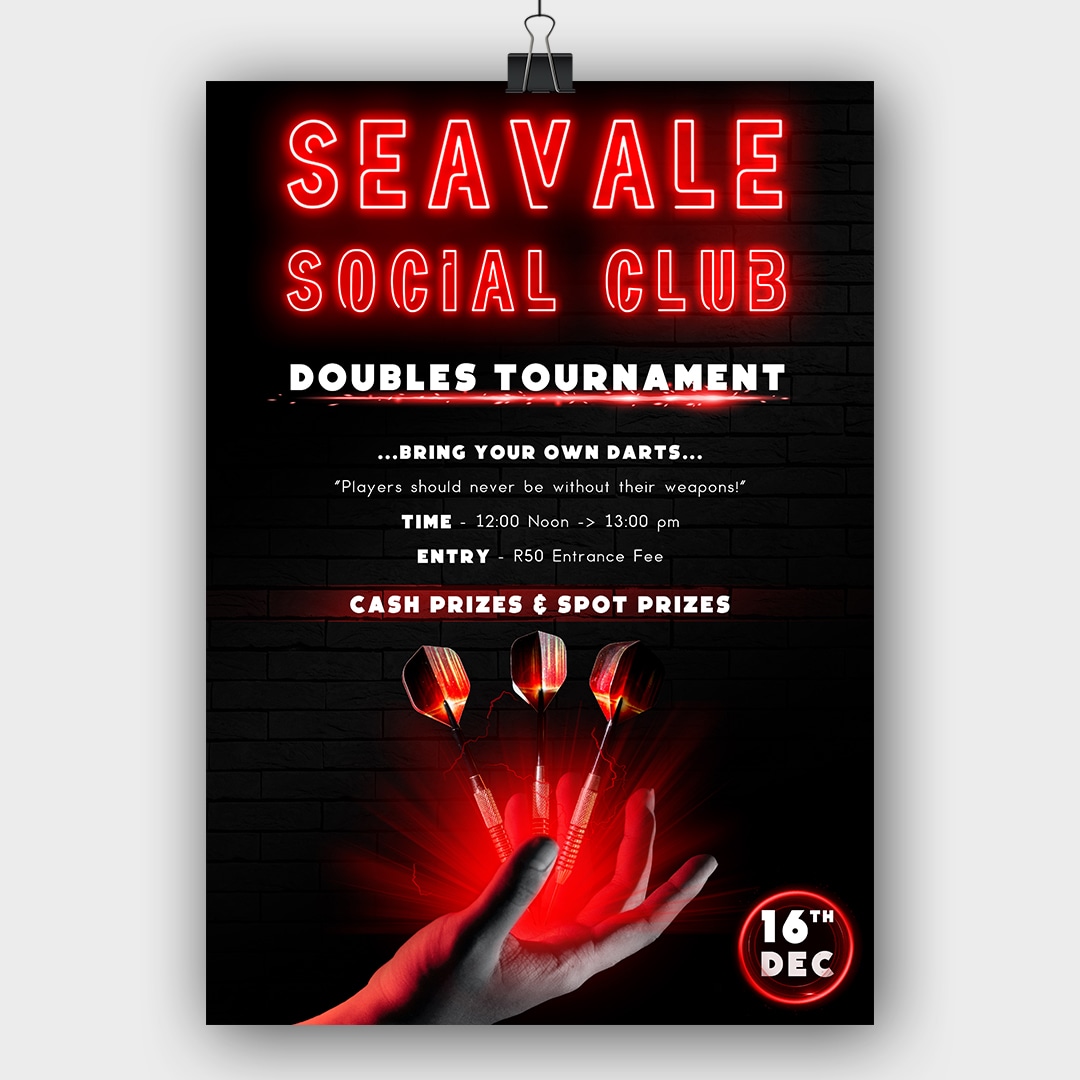 SEAVALE
SOCIAL CLUB
DOUBLES TOURNAMENT
...BRING YOUR OWN DARTS...
"Players should never be without their weapons!"
TIME - 12:00 Noon -> 13:00 pm
ENTRY - R50 Entrance Fee
CASH PRIZES & SPOT PRIZES
16TH
DEC